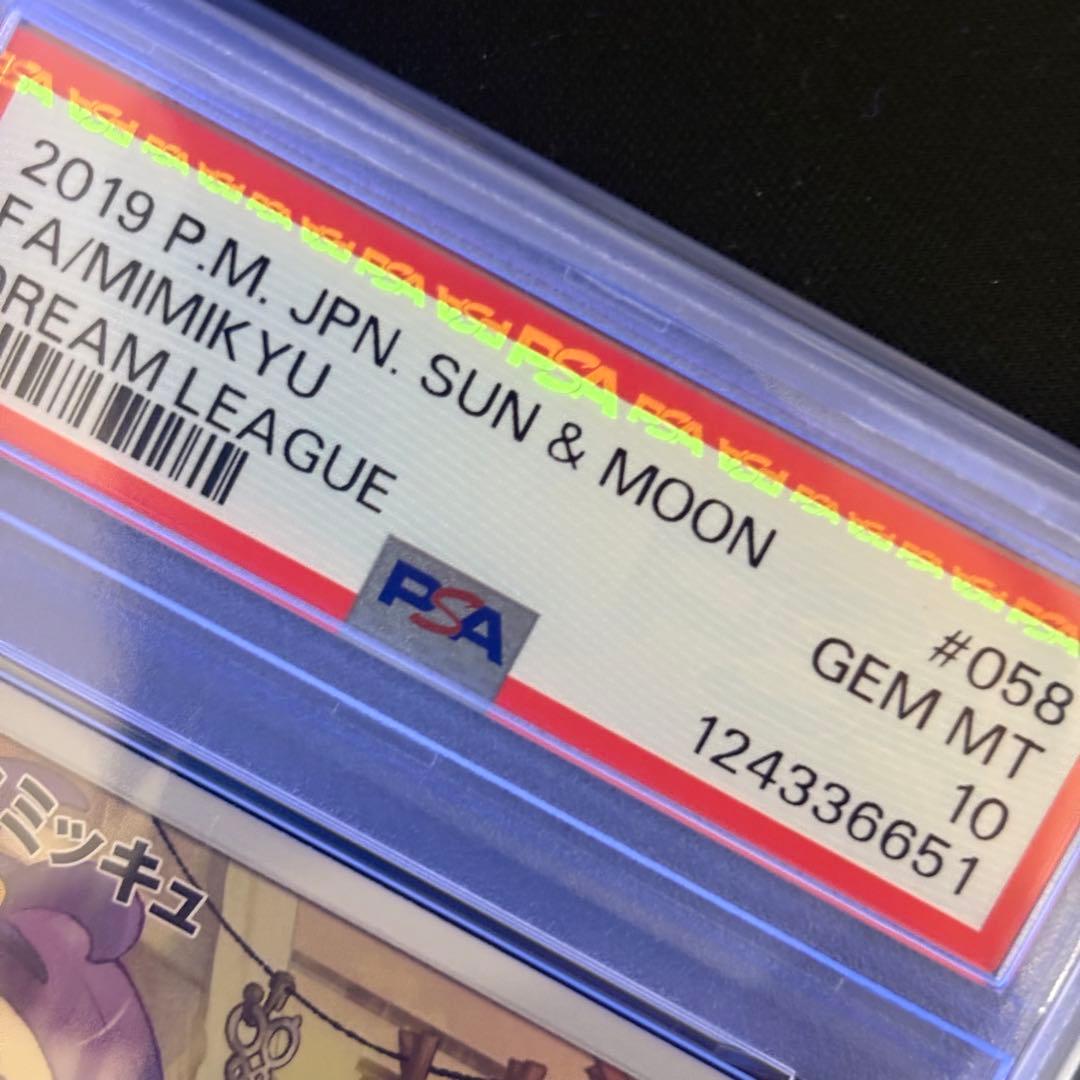 2019 P.M. JPN. SUN & MOON
FA/MIMIKYU
DREAM LEAGUE
#058
GEM MT
10
124336651
PSA
ミミッキュ